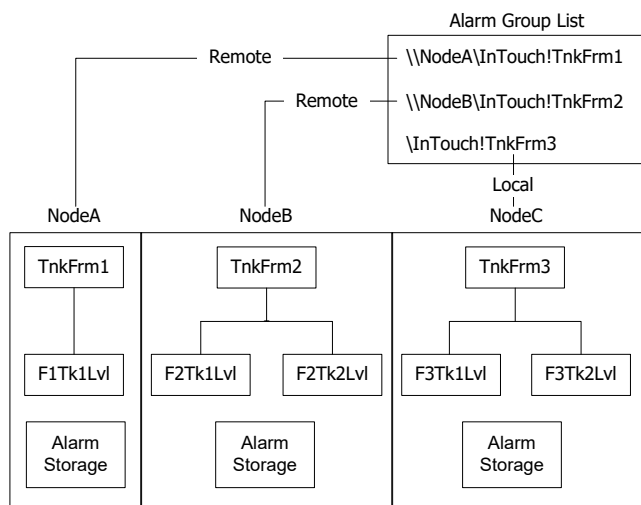 Alarm Group List
\\NodeA\InTouch!TnkFrm1
Remote
\\NodeB\InTouch!TnkFrm2
Remote
\InTouch!TnkFrm3
Local
NodeA
NodeB
NodeC
TnkFrm1
TnkFrm2
TnkFrm3
F1Tk1Lvl
F2Tk1Lvl
F2Tk2Lvl
F3Tk1Lvl
F3Tk2Lvl
Alarm
Storage
Alarm
Storage
Alarm
Storage